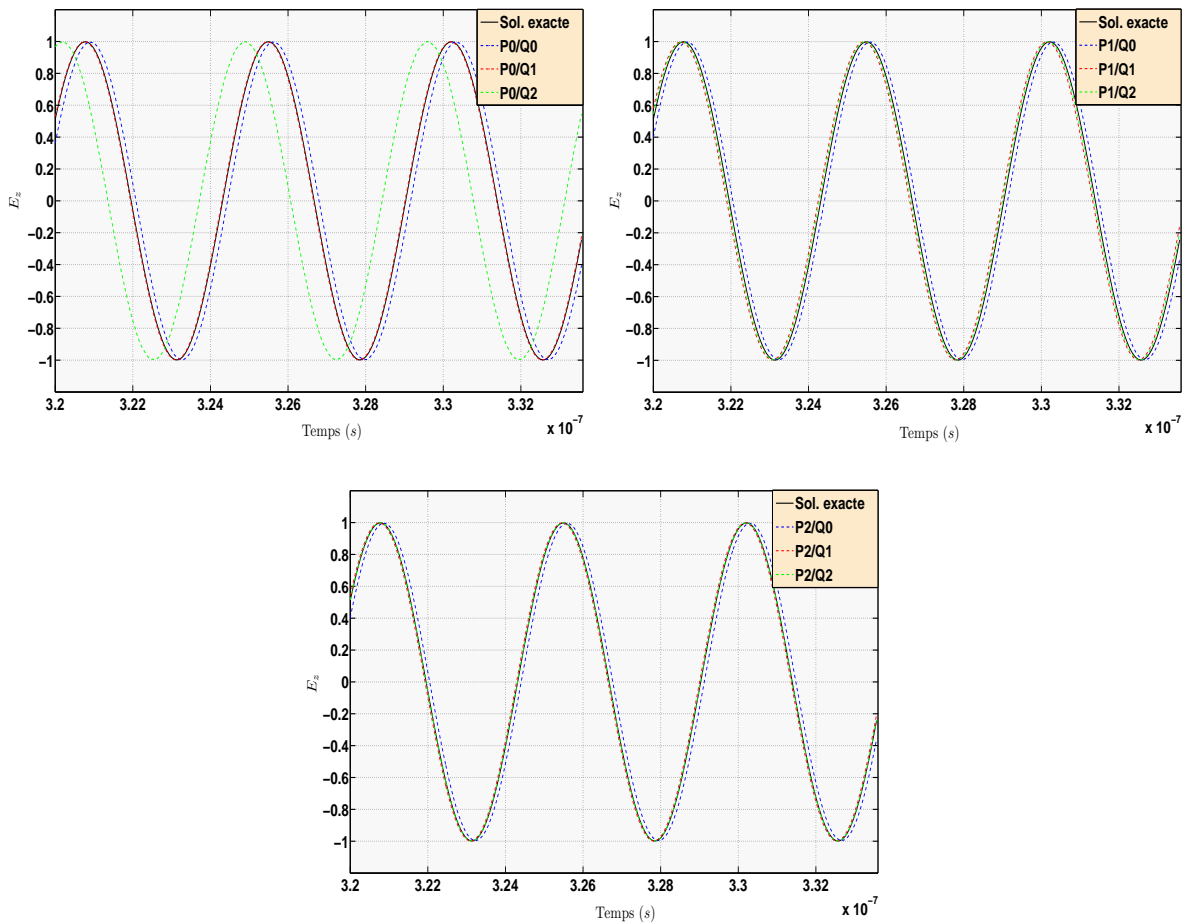 Sol. exacte
P0/Q0
P0/Q1
P0/Q2
1
0.8
0.6
0.4
0.2
0
−0.2
−0.4
−0.6
−0.8
−1
E_z
3.2 3.22 3.24 3.26 3.28 3.3 3.32
Temps (s)
x 10⁻⁷
Sol. exacte
P1/Q0
P1/Q1
P1/Q2
1
0.8
0.6
0.4
0.2
0
−0.2
−0.4
−0.6
−0.8
−1
E_z
3.2 3.22 3.24 3.26 3.28 3.3 3.32
Temps (s)
x 10⁻⁷
Sol. exacte
P2/Q0
P2/Q1
P2/Q2
1
0.8
0.6
0.4
0.2
0
−0.2
−0.4
−0.6
−0.8
−1
E_z
3.2 3.22 3.24 3.26 3.28 3.3 3.32
Temps (s)
x 10⁻⁷